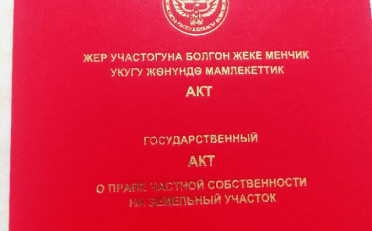 ЖЕР УЧАСТОГУНА БОЛГОН ЖЕКЕ МЕНЧИК
УКУГУ ЖӨНҮНДӨ МАМЛЕКЕТТИК
АКТ
ГОСУДАРСТВЕННЫЙ
АКТ
О ПРАВЕ ЧАСТНОЙ СОБСТВЕННОСТИ
НА ЗЕМЕЛЬНЫЙ УЧАСТОК